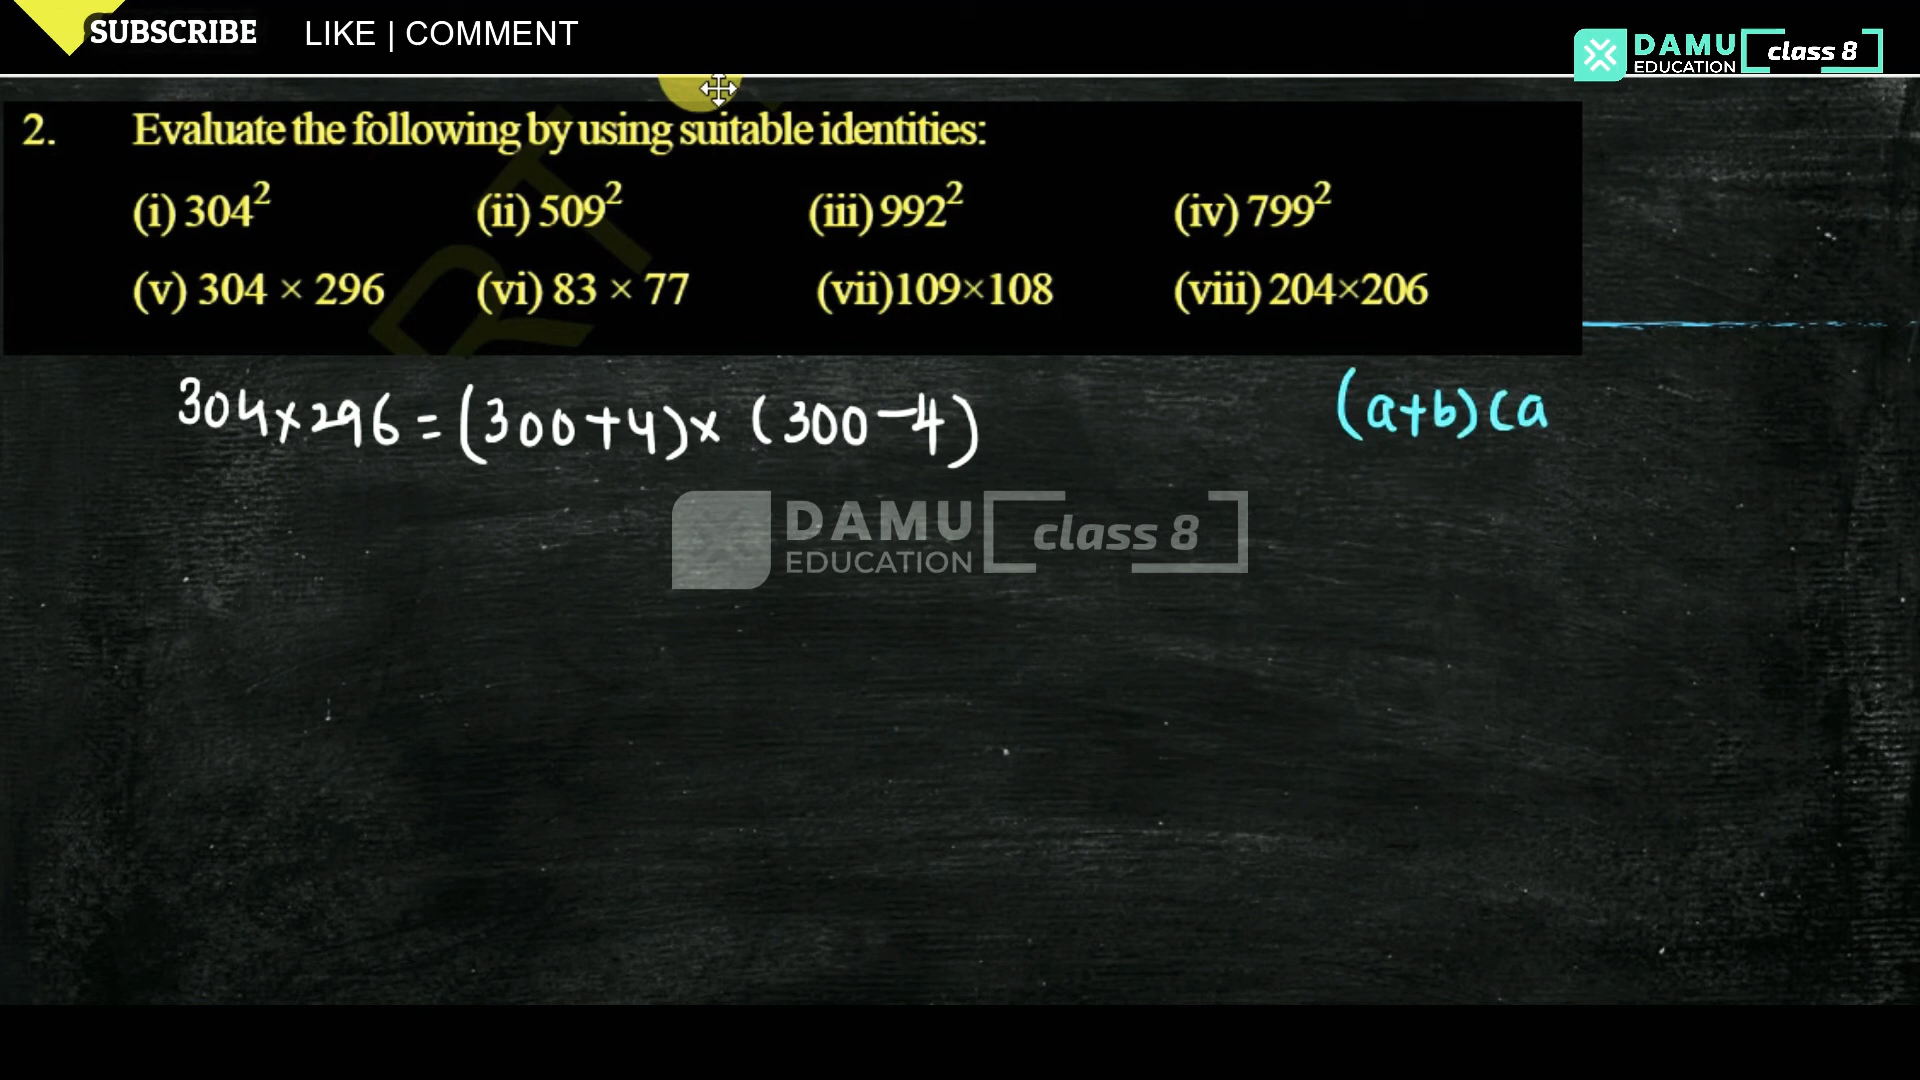 SUBSCRIBE LIKE | COMMENT
DAMU EDUCATION class 8
2. Evaluate the following by using suitable identities:
(i) 304² (ii) 509² (iii) 992² (iv) 799²
(v) 304 × 296 (vi) 83 × 77 (vii)109×108 (viii) 204×206
304×296 = (300+4)× (300-4) (a+b)(a
DAMU EDUCATION class 8